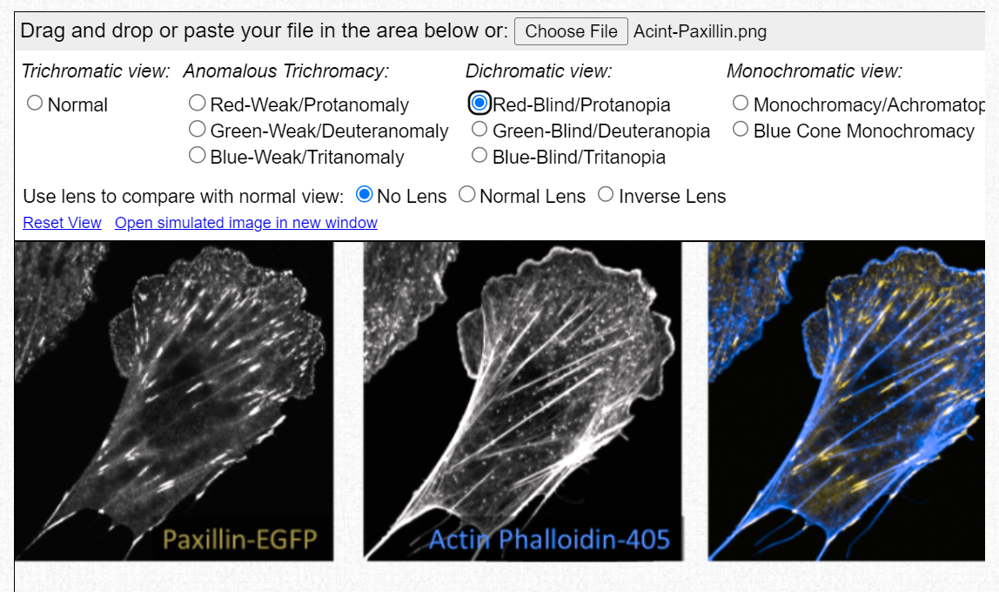 Drag and drop or paste your file in the area below or: Choose File Acint-Paxillin.png
Trichromatic view: Anomalous Trichromacy: Dichromatic view: Monochromatic view:
Normal Red-Weak/Protanomaly Red-Blind/Protanopia Monochromacy/Achromatop
Green-Weak/Deuteranomaly Green-Blind/Deuteranopia Blue Cone Monochromacy
Blue-Weak/Tritanomaly Blue-Blind/Tritanopia
Use lens to compare with normal view: No Lens Normal Lens Inverse Lens
Reset View Open simulated image in new window
Paxillin-EGFP Actin Phalloidin-405